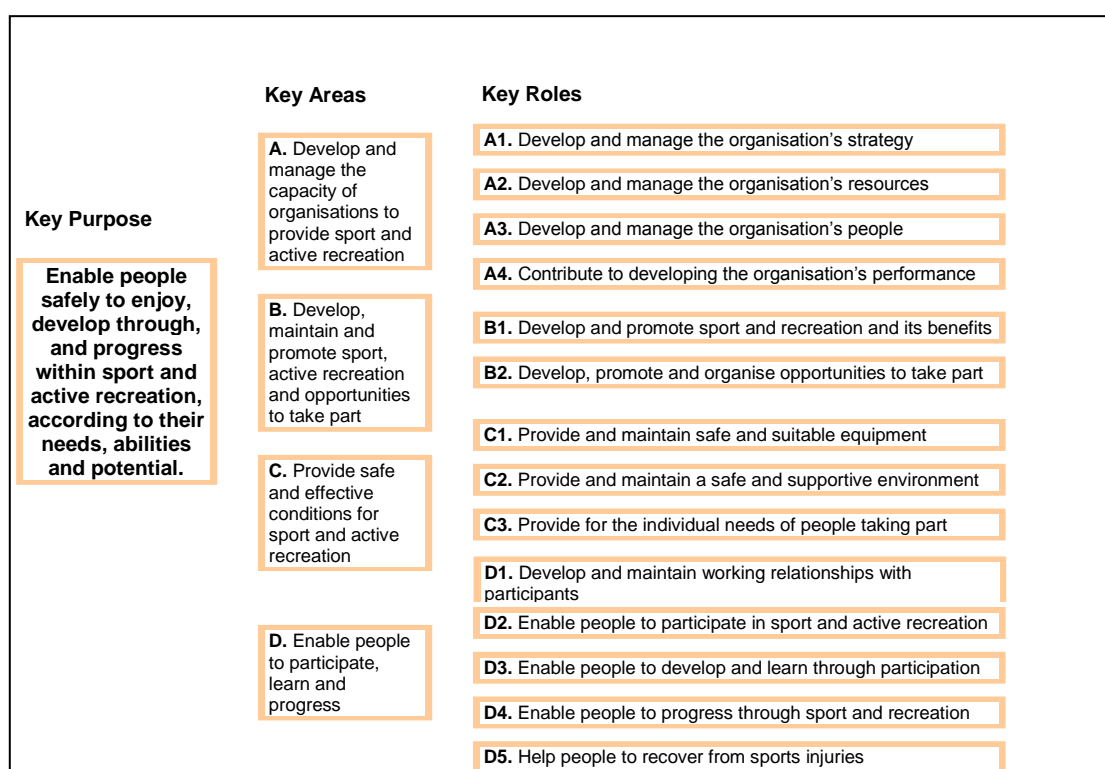 Key Areas
Key Roles
Key Purpose
Enable people
safely to enjoy,
develop through,
and progress
within sport and
active recreation,
according to their
needs, abilities
and potential.
A. Develop and
manage the
capacity of
organisations to
provide sport and
active recreation
B. Develop,
maintain and
promote sport,
active recreation
and opportunities
to take part
C. Provide safe
and effective
conditions for
sport and active
recreation
D. Enable people
to participate,
learn and
progress
A1. Develop and manage the organisation's strategy
A2. Develop and manage the organisation's resources
A3. Develop and manage the organisation's people
A4. Contribute to developing the organisation's performance
B1. Develop and promote sport and recreation and its benefits
B2. Develop, promote and organise opportunities to take part
C1. Provide and maintain safe and suitable equipment
C2. Provide and maintain a safe and supportive environment
C3. Provide for the individual needs of people taking part
D1. Develop and maintain working relationships with
participants
D2. Enable people to participate in sport and active recreation
D3. Enable people to develop and learn through participation
D4. Enable people to progress through sport and recreation
D5. Help people to recover from sports injuries